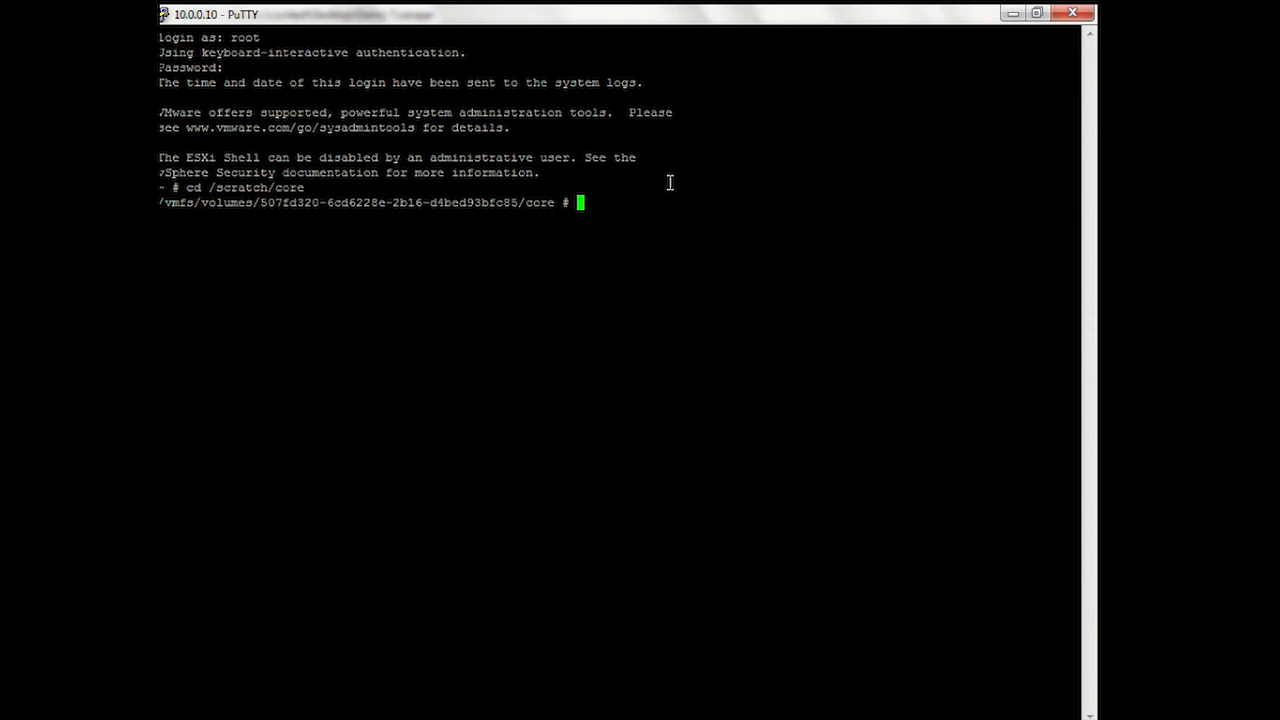 10.0.0.10 - PuTTY
login as: root
Using keyboard-interactive authentication.
Password:
The time and date of this login have been sent to the system logs.
VMware offers supported, powerful system administration tools.  Please
see www.vmware.com/go/sysadmintools for details.
The ESXi Shell can be disabled by an administrative user. See the
vSphere Security documentation for more information.
~ # cd /scratch/core
/vmfs/volumes/507fd320-6cd6228e-2b16-d4bed93bfc85/core #